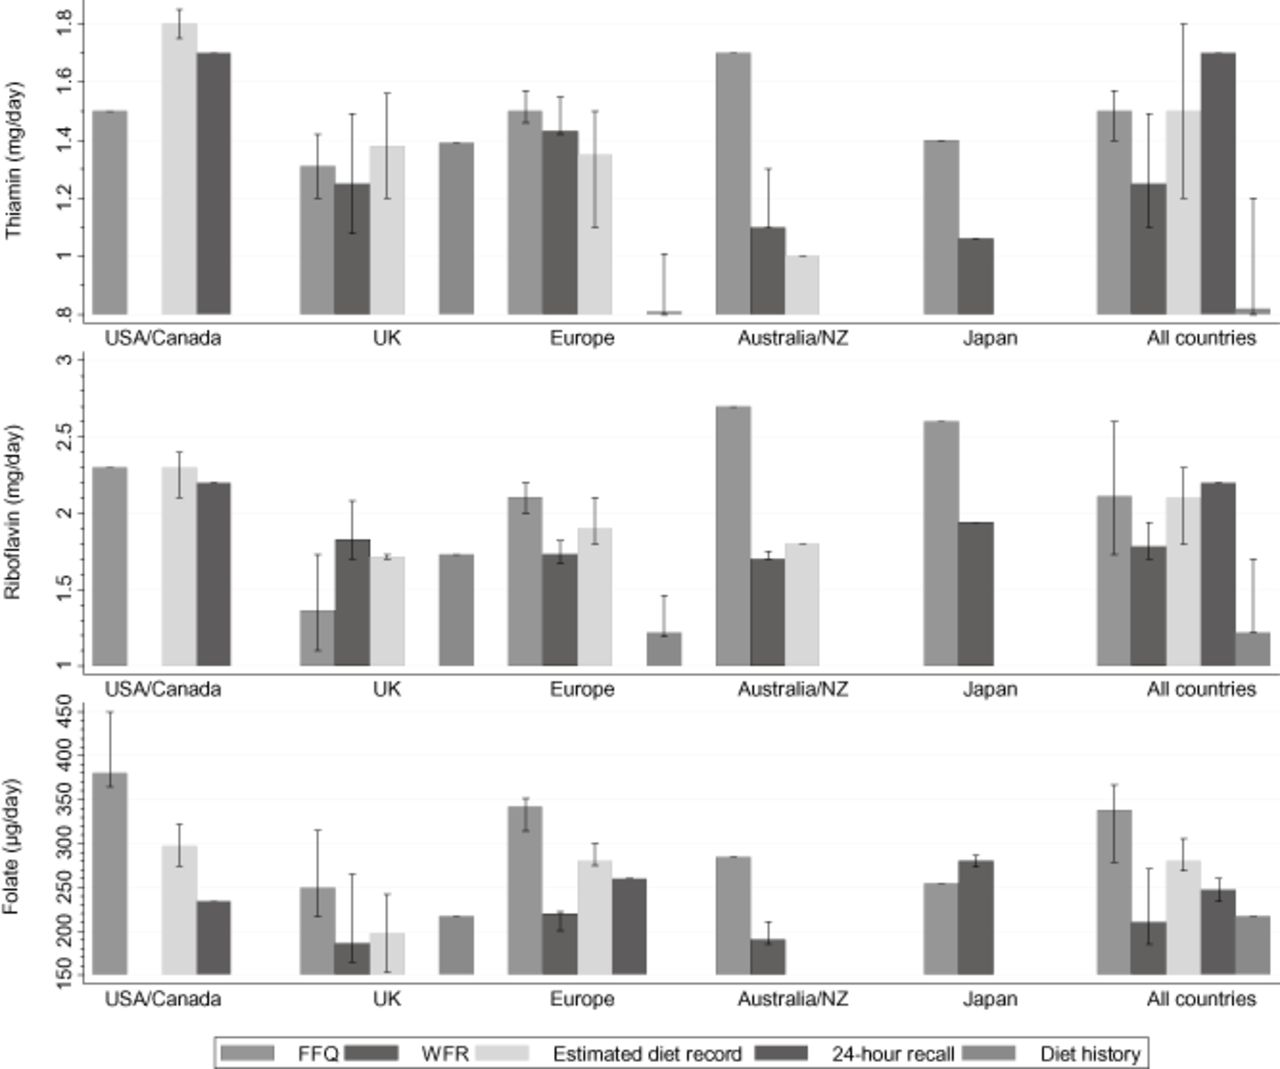 Thiamin (mg/day)
1.8
1.6
1.4
1.2
1
.8
USA/Canada UK Europe Australia/NZ Japan All countries
Riboflavin (mg/day)
3
2.5
2
1.5
1
USA/Canada UK Europe Australia/NZ Japan All countries
Folate (µg/day)
450
400
350
300
250
200
150
USA/Canada UK Europe Australia/NZ Japan All countries
FFQ WFR Estimated diet record 24-hour recall Diet history